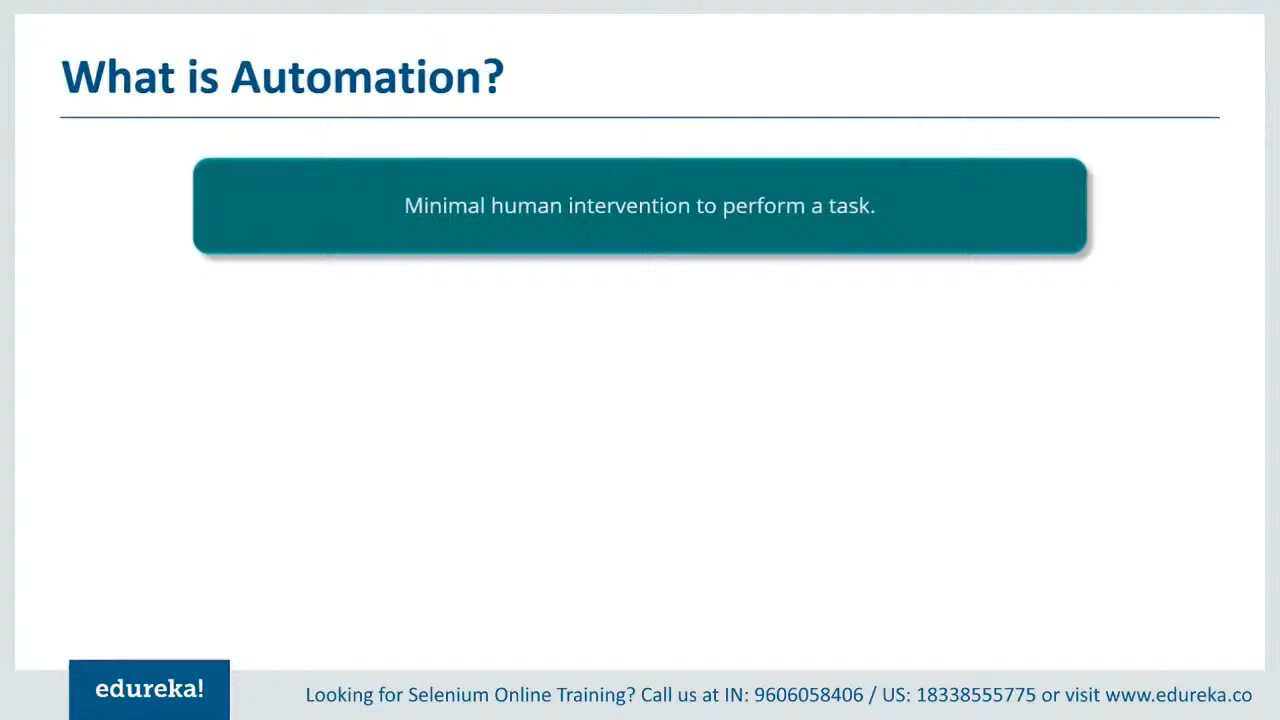 What is Automation?
Minimal human intervention to perform a task.
edureka!
Looking for Selenium Online Training? Call us at IN: 9606058406 / US: 18338555775 or visit www.edureka.co